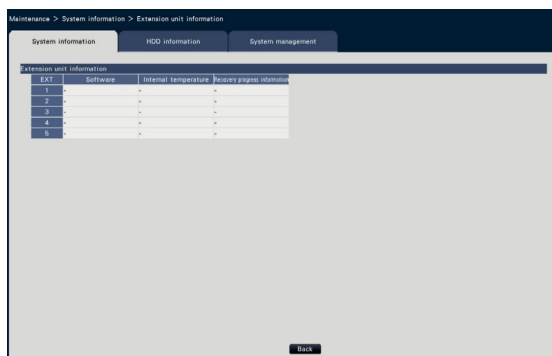 Maintenance > System information > Extension unit information
System information HDD information System management
Extension unit information
EXT Software Internal temperature Recovery progress information
1 - - -
2 - - -
3 - - -
4 - - -
5 - - -
Back